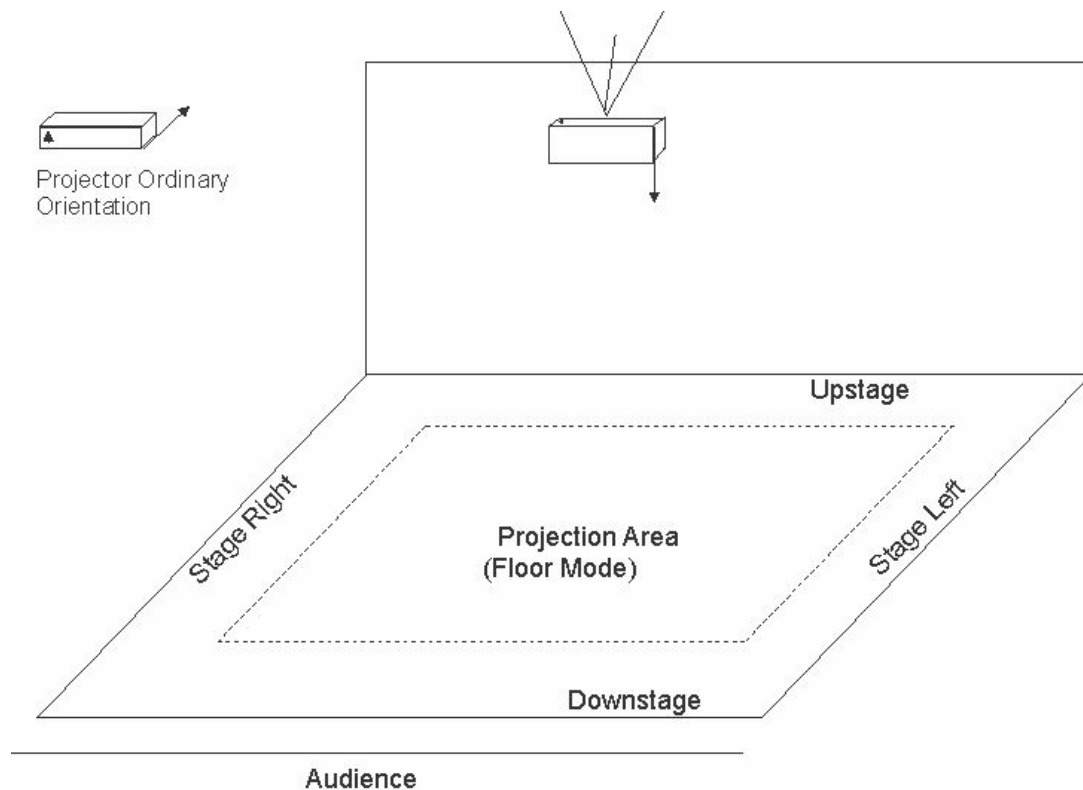 Projector Ordinary
Orientation
Upstage
Stage Right
Stage Left
Projection Area
(Floor Mode)
Downstage
Audience